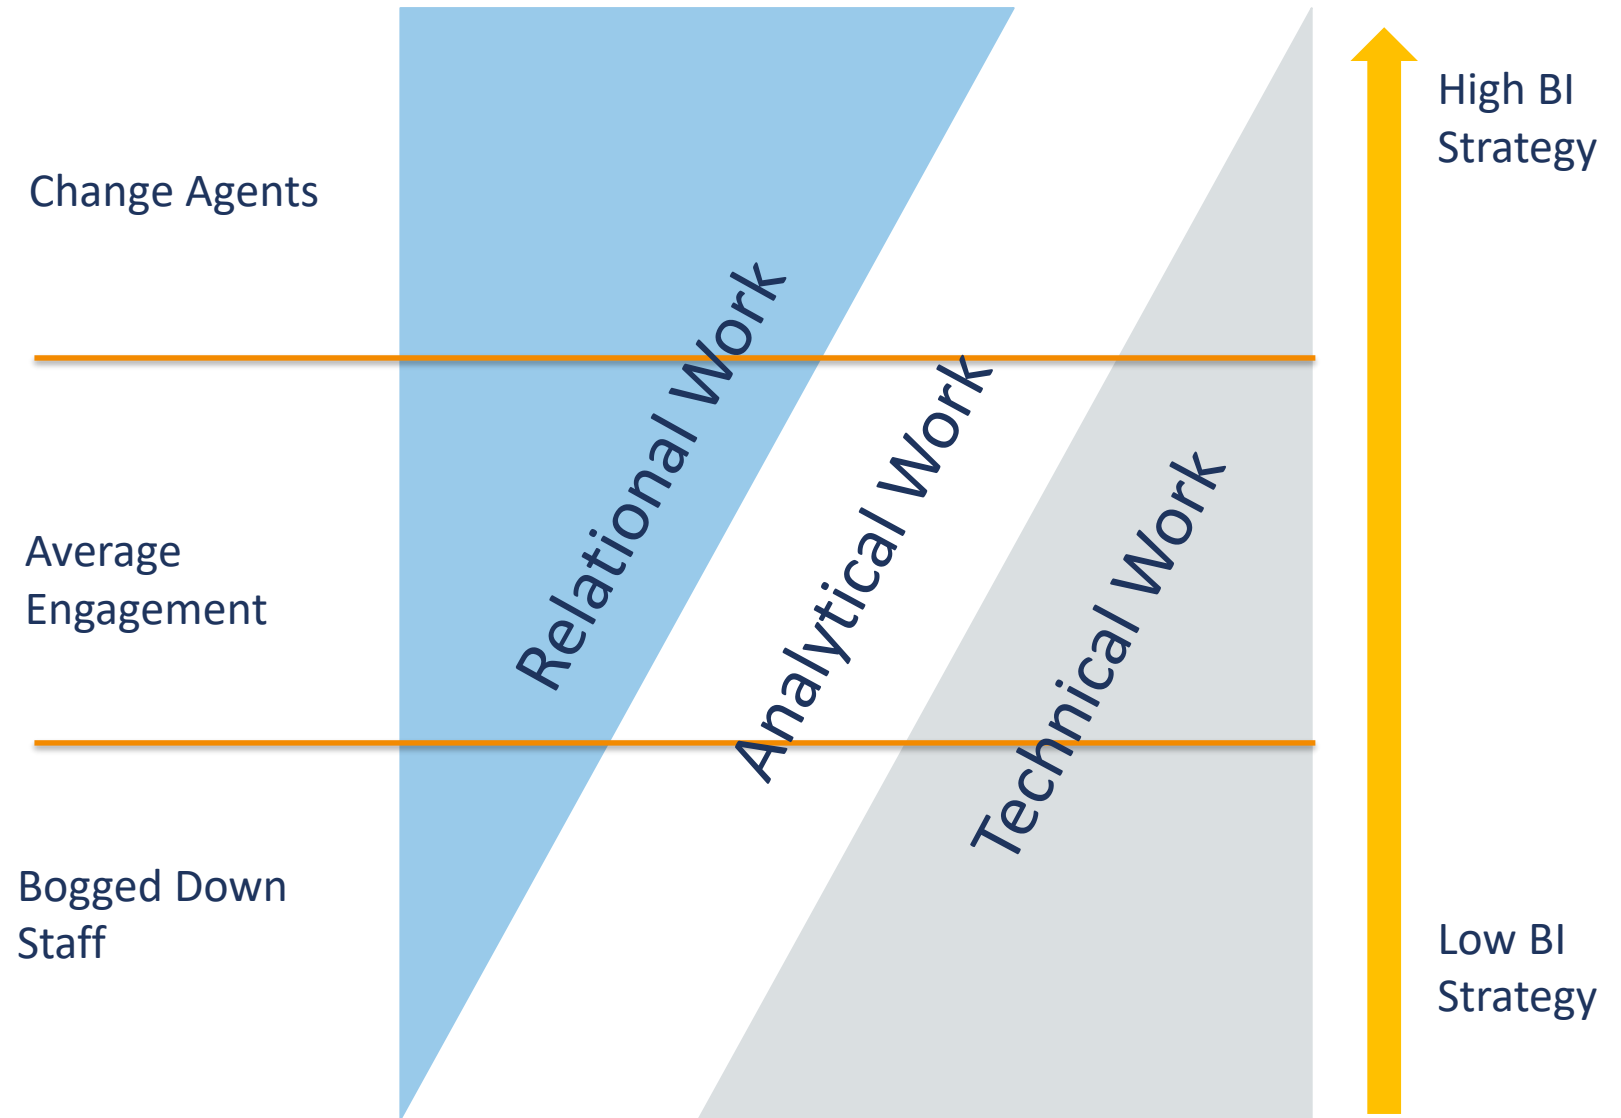 Change Agents
Average
Engagement
Bogged Down
Staff
Relational Work
Analytical Work
Technical Work
High BI
Strategy
Low BI
Strategy